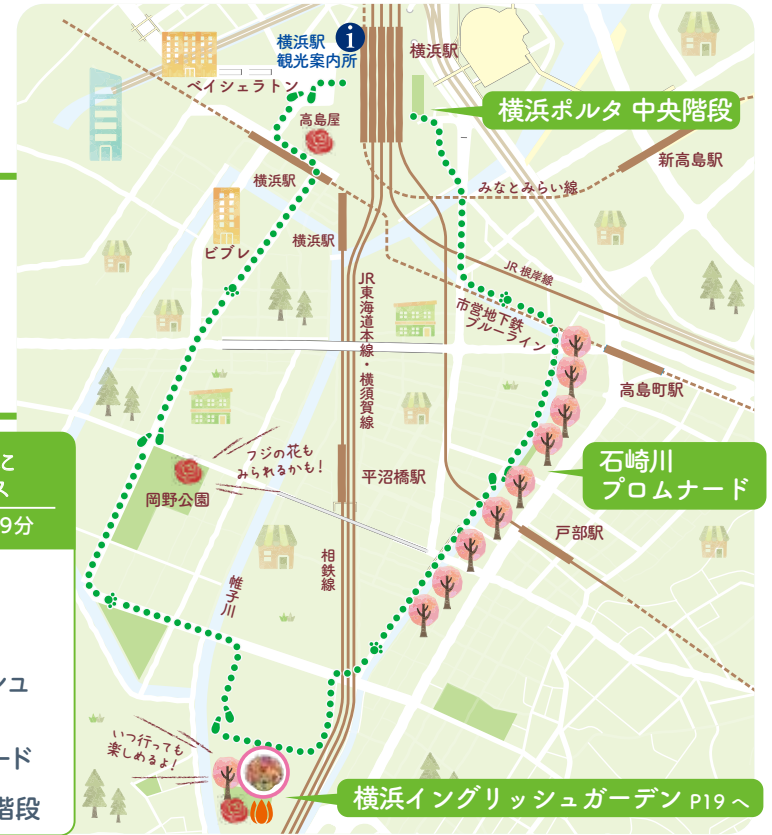 横浜駅
観光案内所
i
横浜駅
ベイシェラトン
高島屋
横浜ポルタ 中央階段
新高島駅
横浜駅
みなとみらい線
ビブレ
横浜駅
JR 根岸線
JR東海道本線・横須賀線
市営地下鉄
ブルーライン
高島町駅
フジの花も
みられるかも!
平沼橋駅
石崎川
プロムナード
岡野公園
戸部駅
相鉄線
帷子川
9分
ード
階段
いつ行っても
楽しめるよ!
横浜イングリッシュガーデン P19 へ